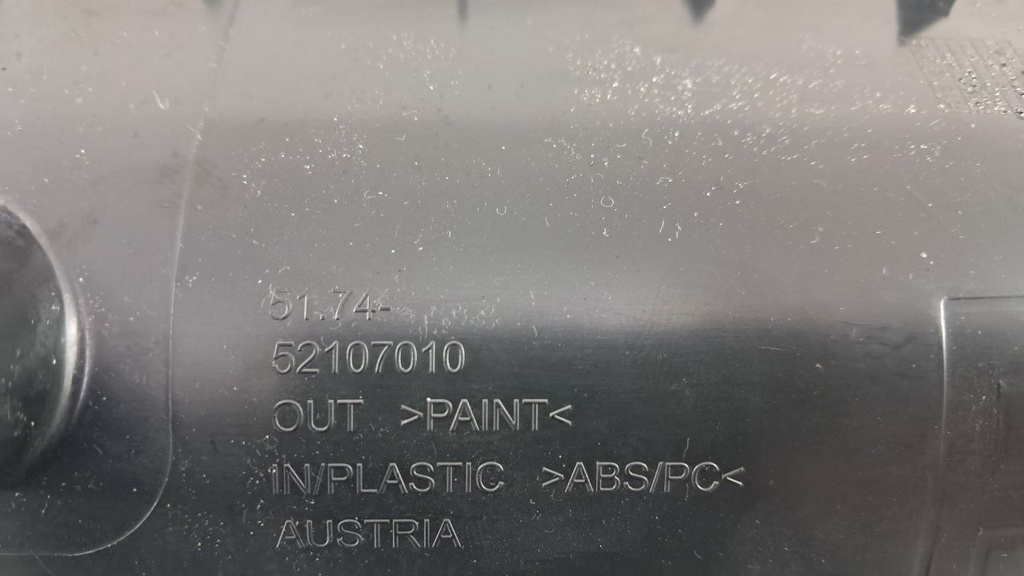 51.74-
52107010
OUT >PAINT<
IN/PLASTIC >ABS/PC<
AUSTRIA